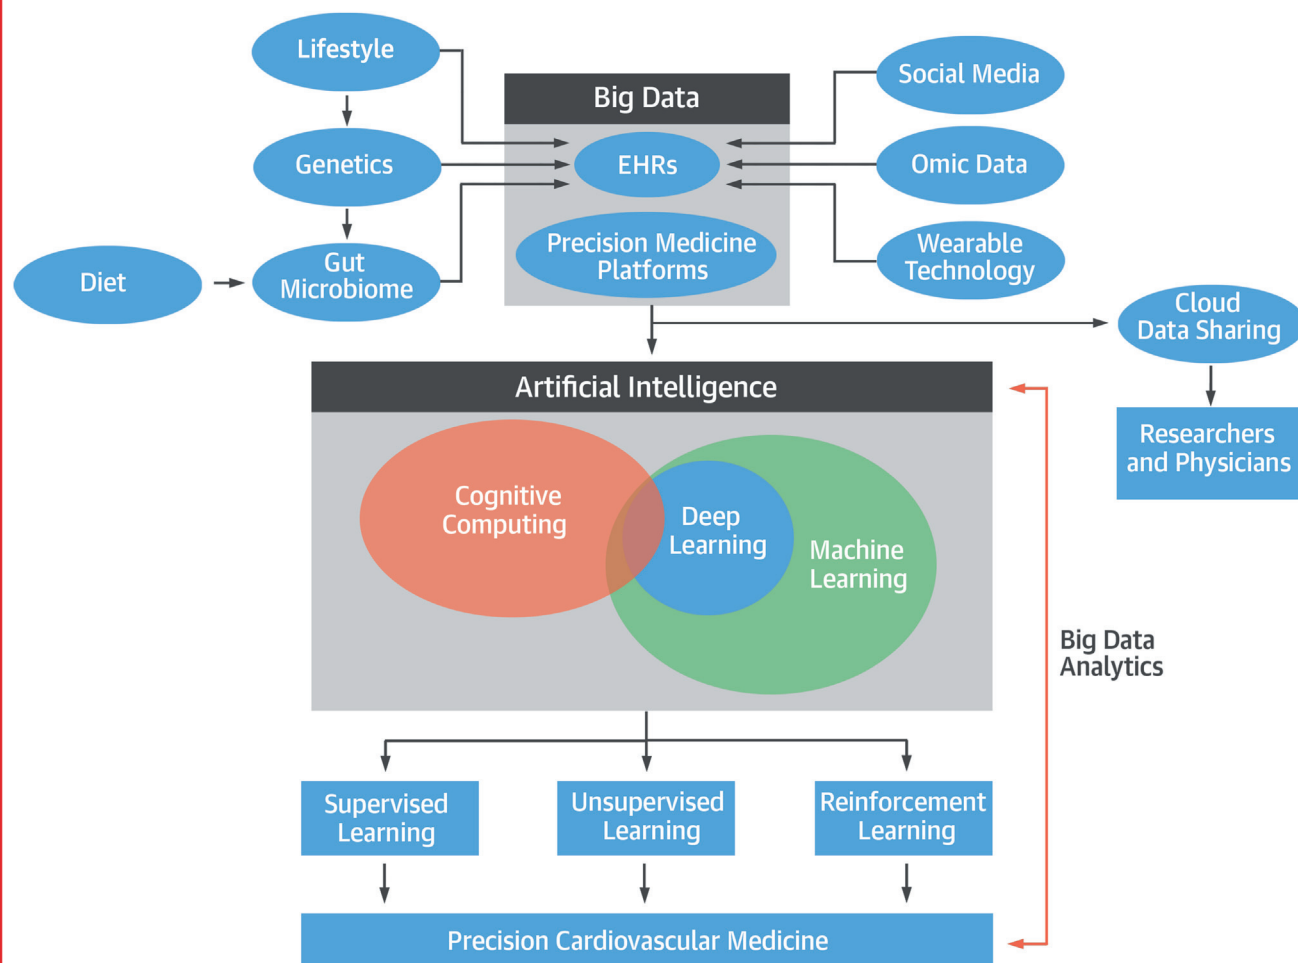 Lifestyle
Social Media
Big Data
Genetics
EHRs
Omic Data
Diet
Gut
Microbiome
Precision Medicine
Platforms
Wearable
Technology
Cloud
Data Sharing
Artificial Intelligence
Researchers
and Physicians
Cognitive
Computing
Deep
Learning
Machine
Learning
Big Data
Analytics
Supervised
Learning
Unsupervised
Learning
Reinforcement
Learning
Precision Cardiovascular Medicine